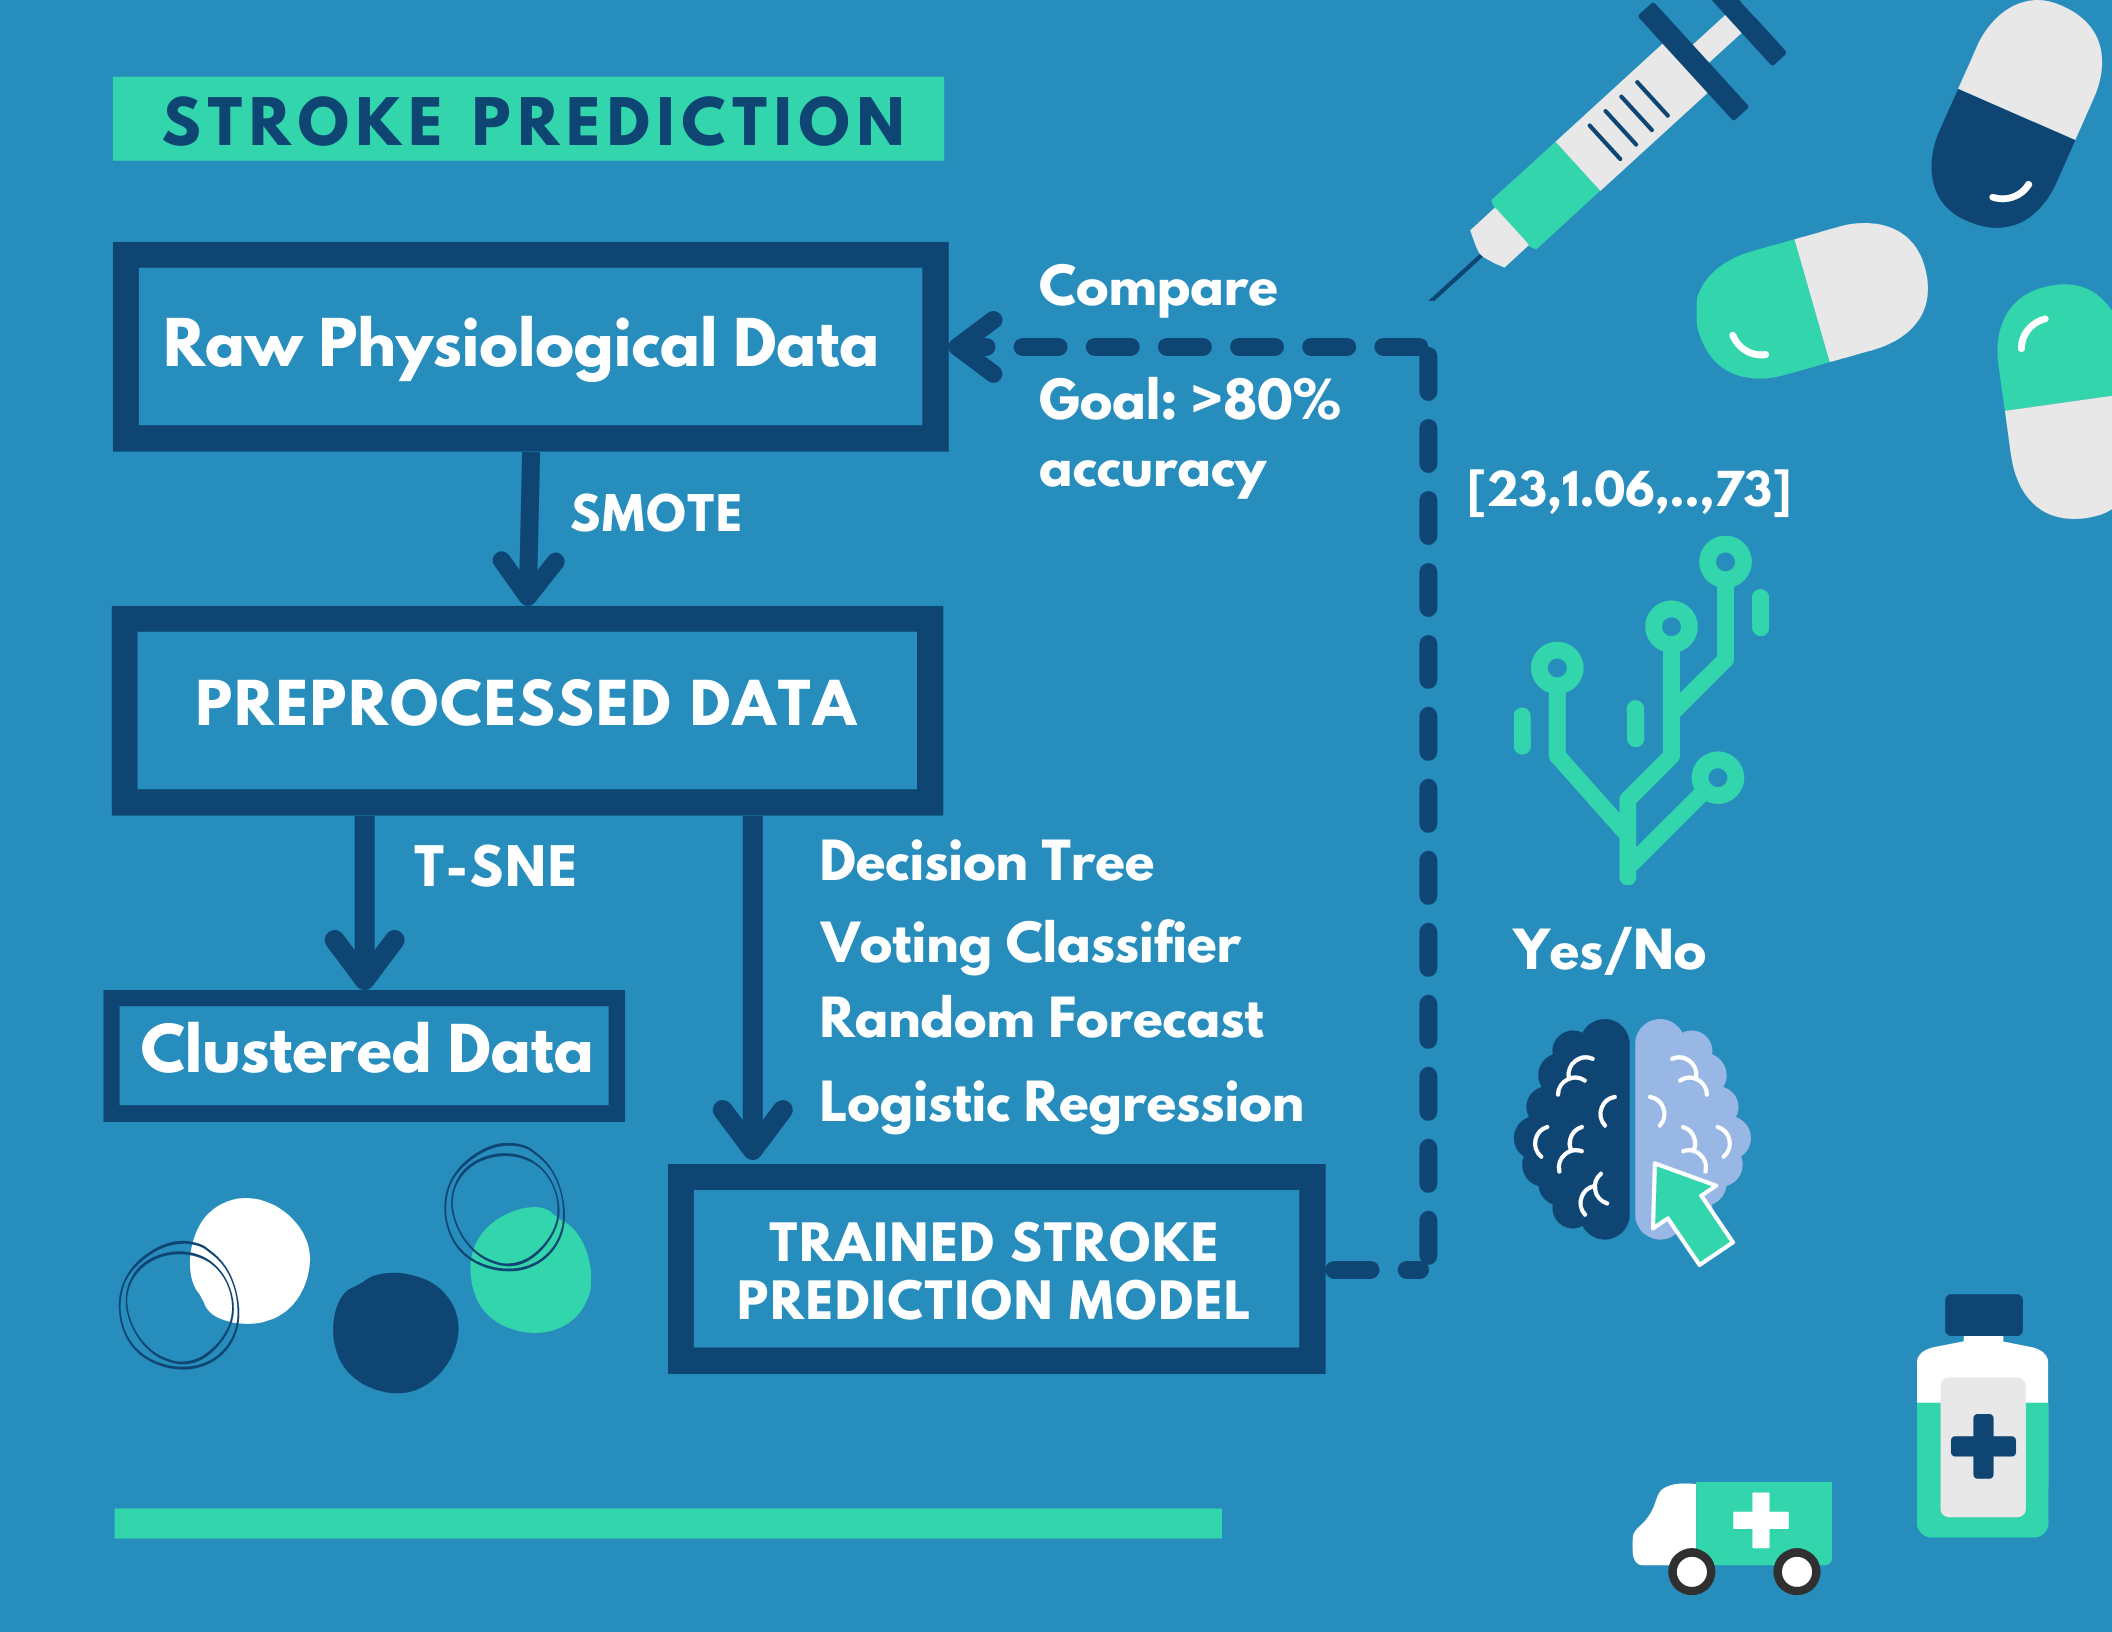 STROKE PREDICTION
Raw Physiological Data
Compare
Goal: >80%
accuracy
SMOTE
[23,1.06,..,73]
PREPROCESSED DATA
T-SNE
Decision Tree
Voting Classifier
Random Forecast
Logistic Regression
Yes/No
Clustered Data
TRAINED STROKE
PREDICTION MODEL